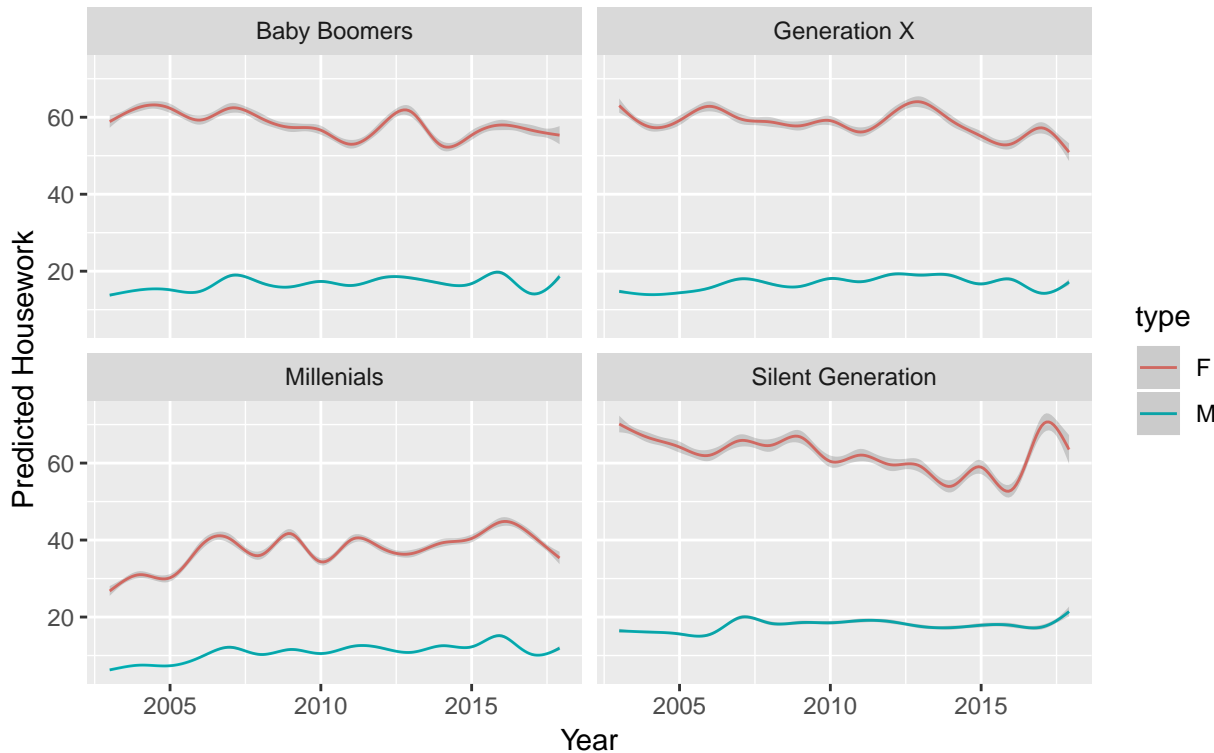 Baby Boomers
Generation X
60
40
20
Millenials
Silent Generation
60
40
20
2005
2010
2015
2005
2010
2015
Predicted Housework
Year
type
F
M